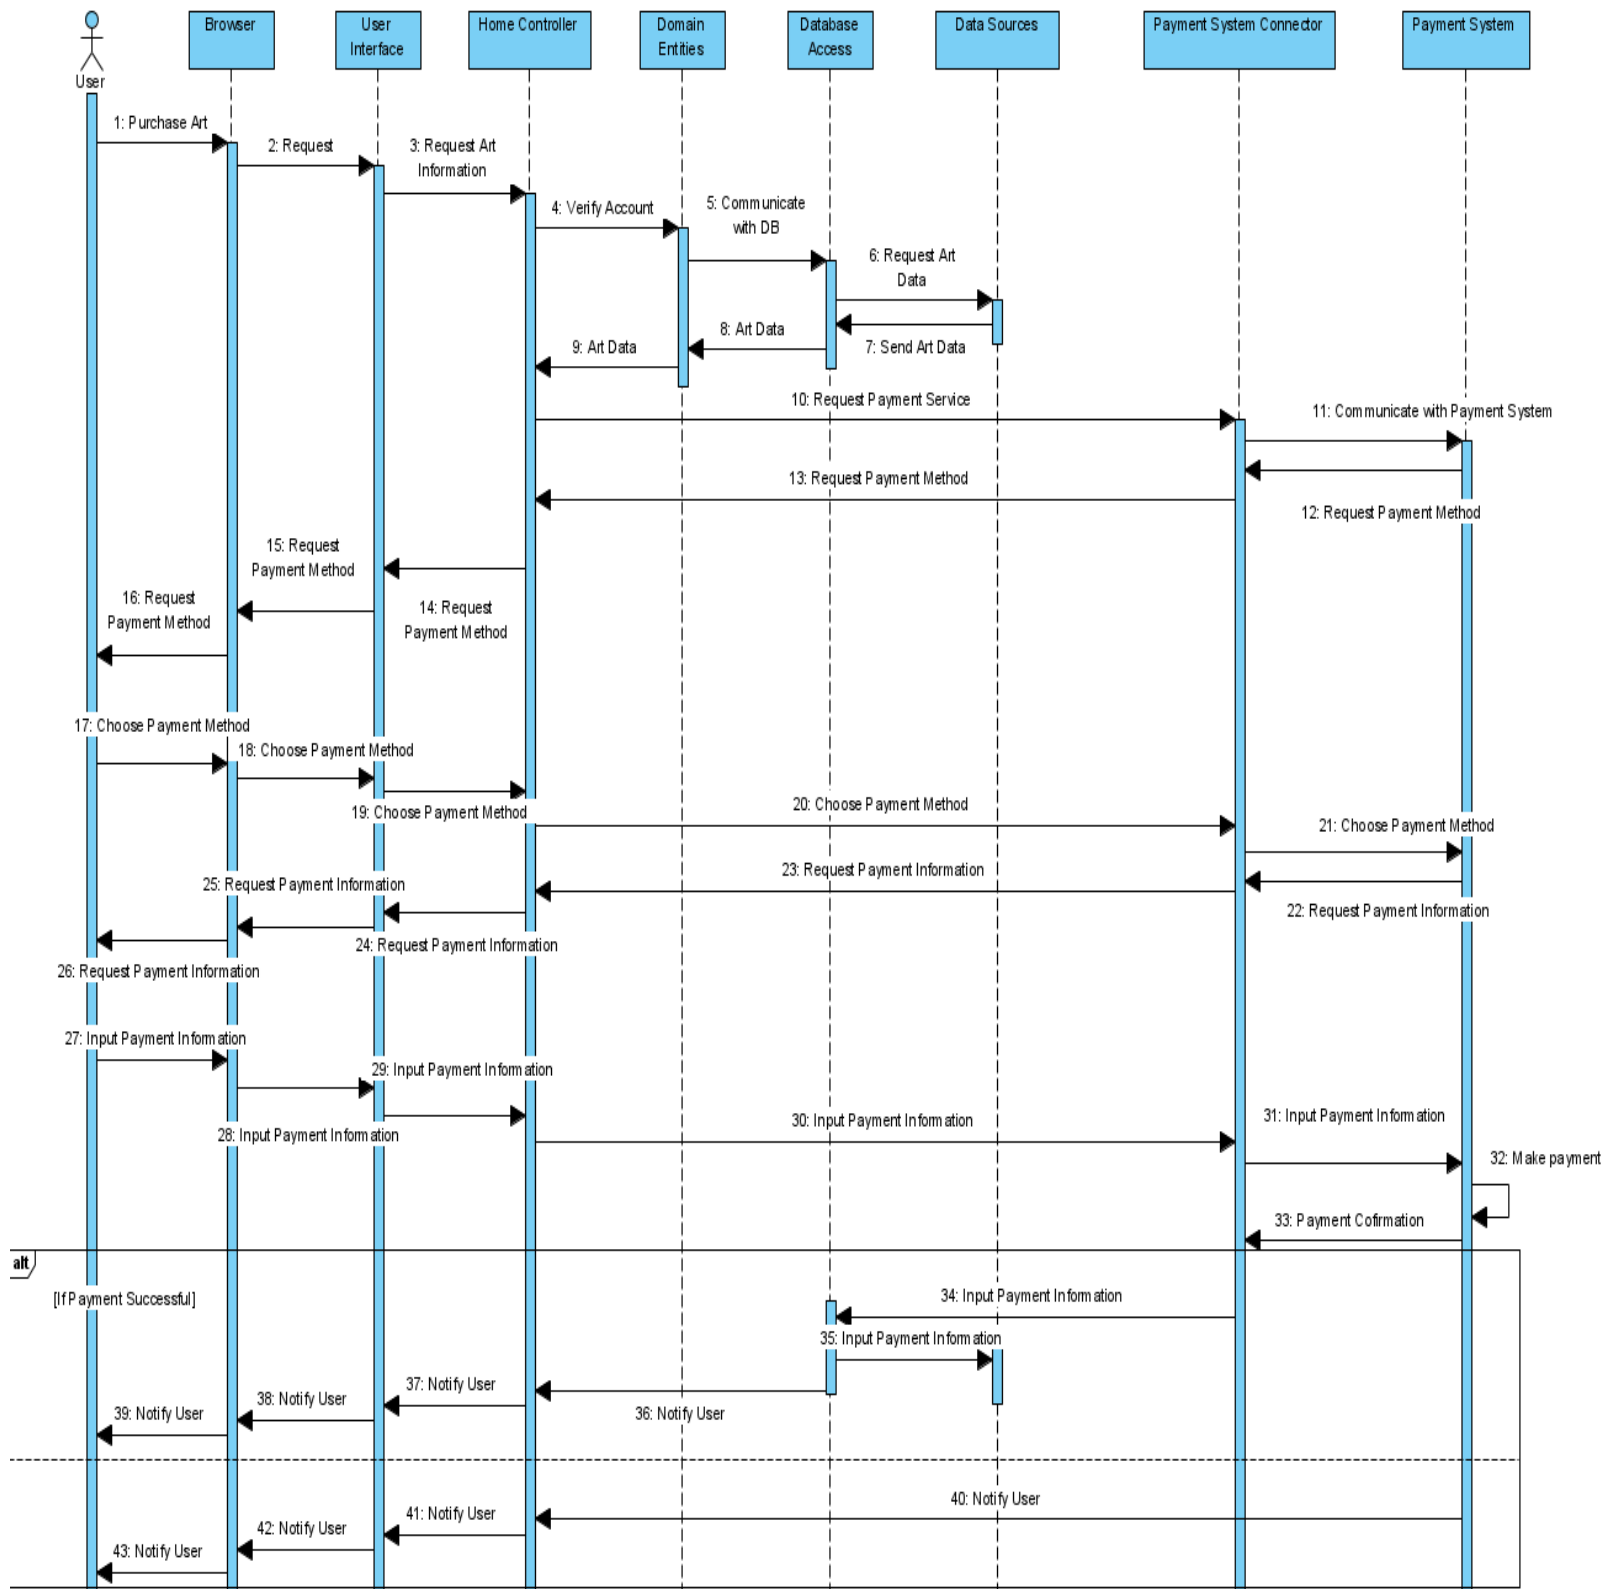 Browser
User
Interface
Home Controller
Domain
Entities
Database
Access
Data Sources
Payment System Connector
Payment System
User
1: Purchase Art
2: Request
3: Request Art
Information
4: Verify Account
5: Communicate
with DB
6: Request Art
Data
7: Send Art Data
8: Art Data
9: Art Data
10: Request Payment Service
11: Communicate with Payment System
12: Request Payment Method
13: Request Payment Method
14: Request
Payment Method
15: Request
Payment Method
16: Request
Payment Method
17: Choose Payment Method
18: Choose Payment Method
19: Choose Payment Method
20: Choose Payment Method
21: Choose Payment Method
22: Request Payment Information
23: Request Payment Information
24: Request Payment Information
25: Request Payment Information
26: Request Payment Information
27: Input Payment Information
29: Input Payment Information
28: Input Payment Information
30: Input Payment Information
31: Input Payment Information
32: Make payment
33: Payment Cofirmation
alt
[If Payment Successful]
34: Input Payment Information
35: Input Payment Information
36: Notify User
37: Notify User
38: Notify User
39: Notify User
40: Notify User
41: Notify User
42: Notify User
43: Notify User